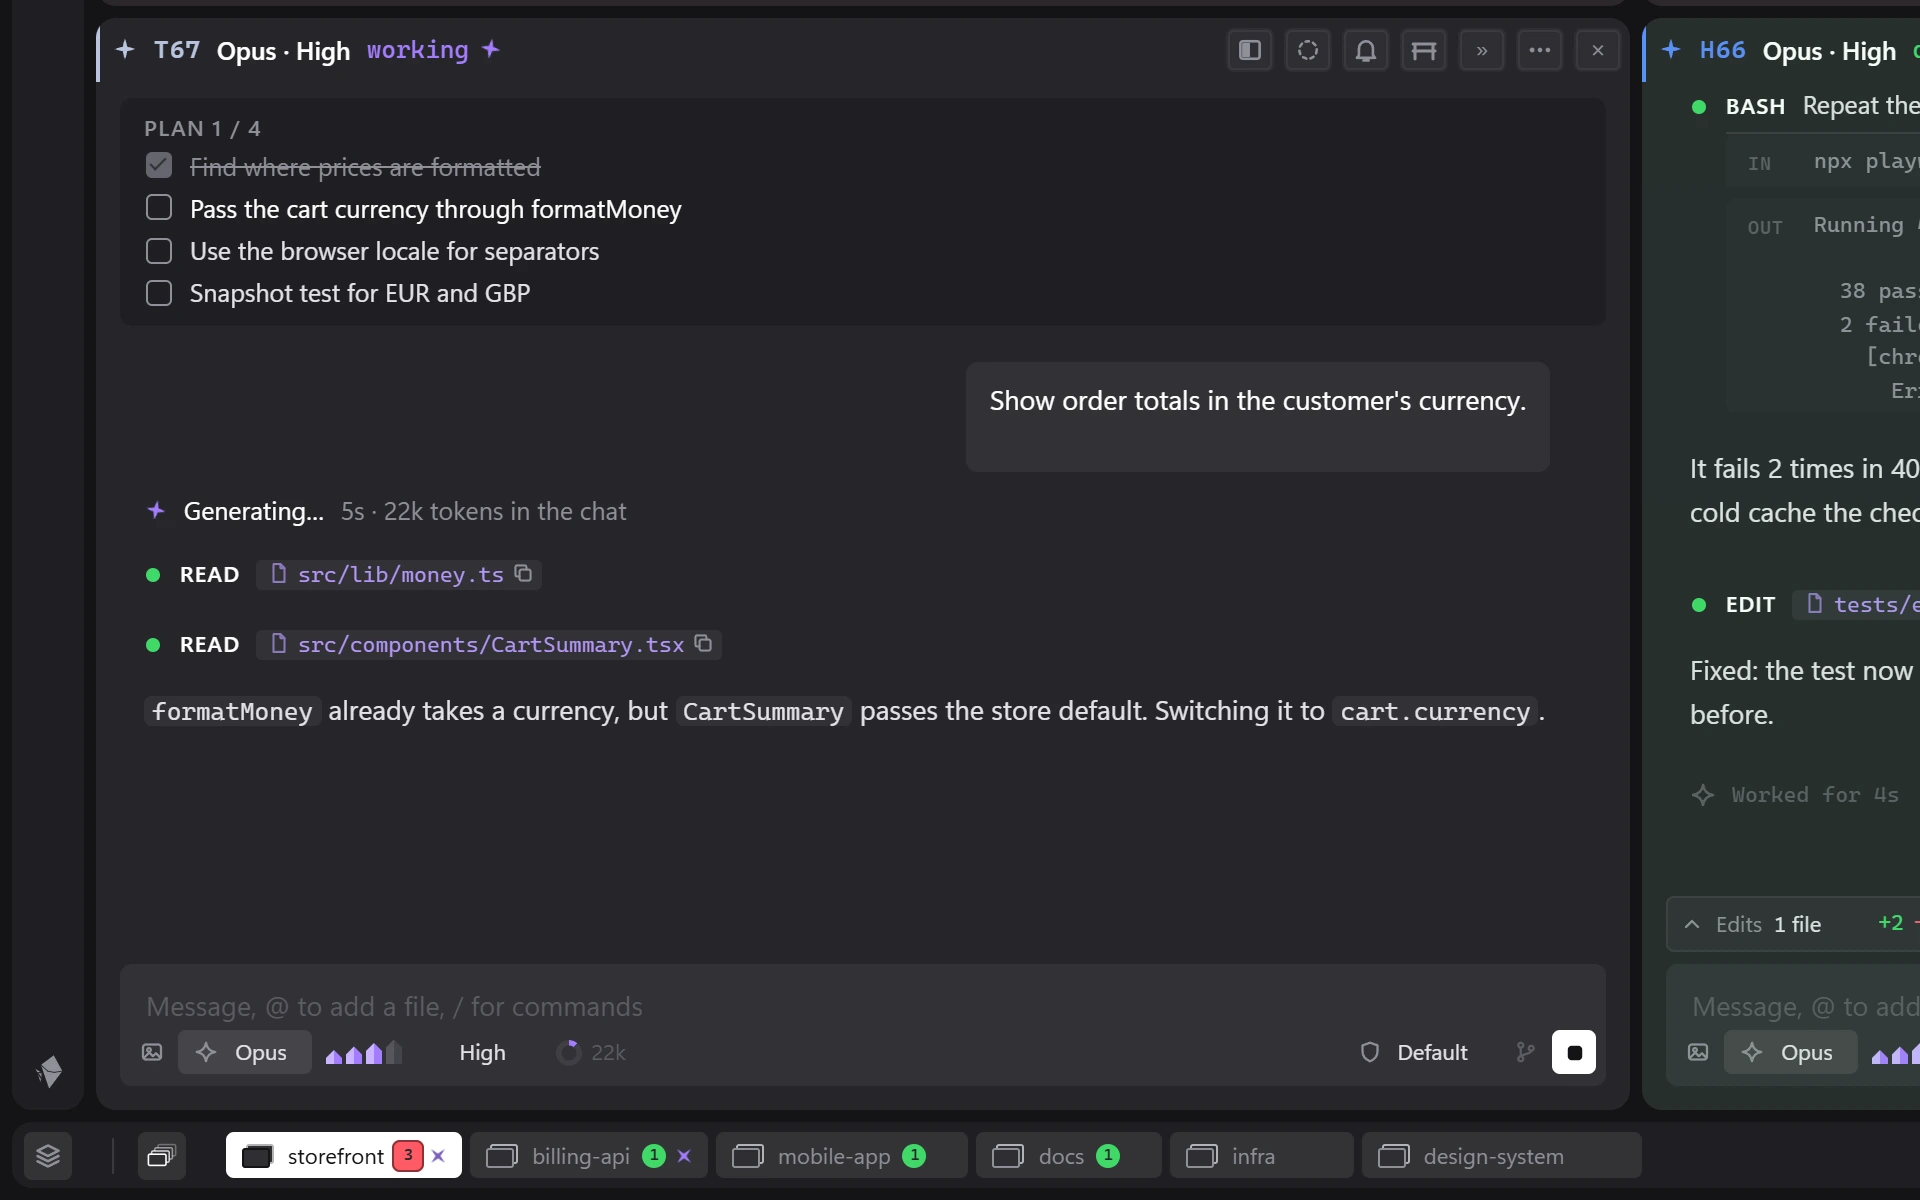 T67 Opus · High working
PLAN 1 / 4
Find where prices are formatted
Pass the cart currency through formatMoney
Use the browser locale for separators
Snapshot test for EUR and GBP
Show order totals in the customer's currency.
Generating... 5s · 22k tokens in the chat
READ src/lib/money.ts
READ src/components/CartSummary.tsx
formatMoney already takes a currency, but CartSummary passes the store default. Switching it to cart.currency.
Message, @ to add a file, / for commands
Opus High 22k Default
H66 Opus · High
BASH Repeat the
IN npx
OUT Running
38
2
It fails 2 times in 40
cold cache the
EDIT
Fixed: the test now
before.
Worked for 4s
Edits 1 file +2
Message, @ to add
Opus
storefront 3
billing-api 1
mobile-app 1
docs 1
infra
design-system